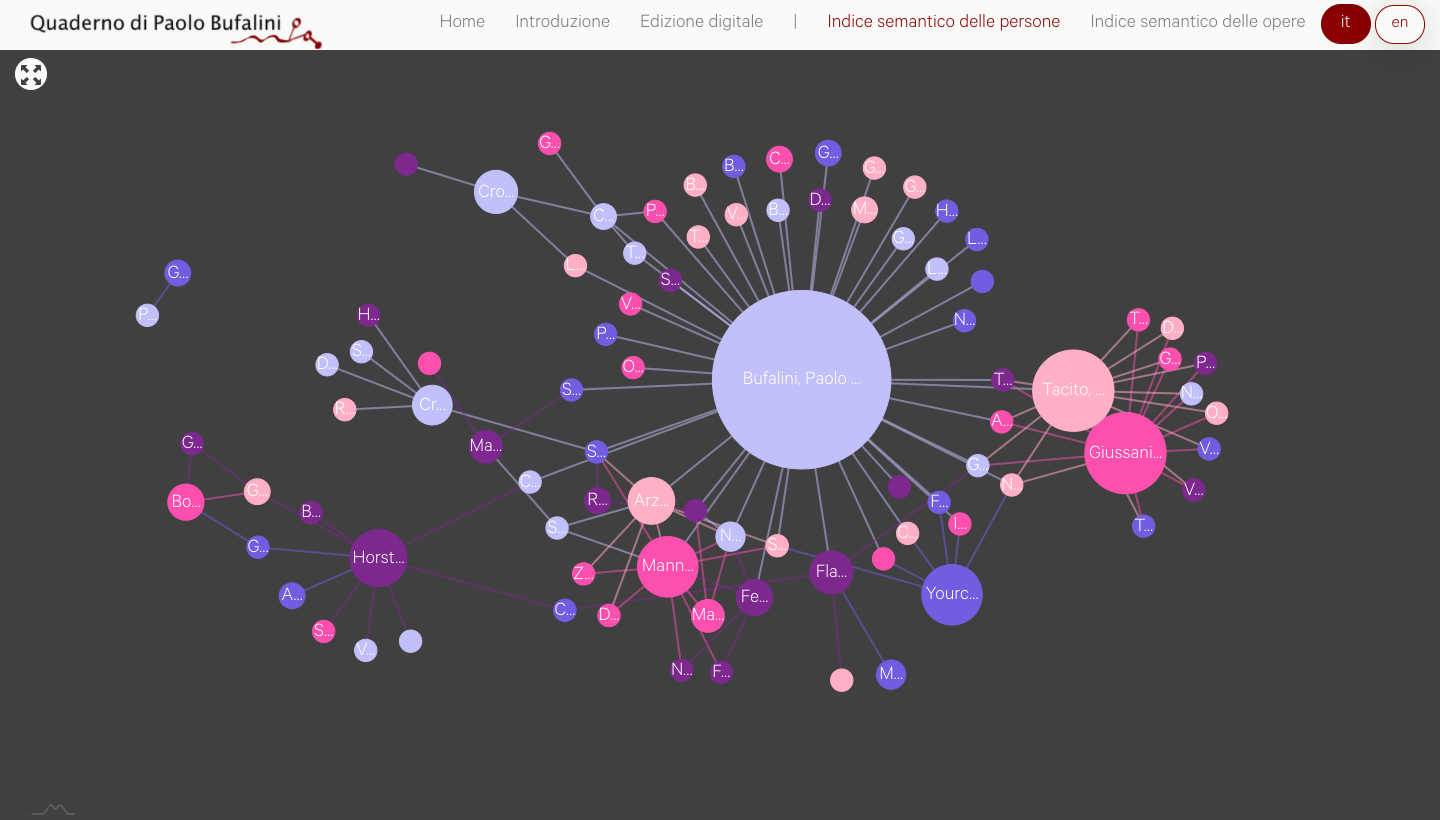 Quaderno di Paolo Bufalini
Home Introduzione Edizione digitale | Indice semantico delle persone Indice semantico delle opere it en
G...
B... C... G... G...
B... G...
Cro... D...
C... P... V... B... M... H...
T... G... L...
T...
L... L...
G... S...
V...
P... H... N... T... D...
P...
S... G... P...
D... O...
Bufalini, Paolo ... T... Tacito, ... N...
S...
R... Cr... A... O...
G... Ma... S... Giussani... V...
G...
C... N... V...
Bo... G... R... Arz... F...
B... S... N... C... I... T...
G... S...
Horst... Mann... Fla...
Z... Yourc...
A... Fe...
C... D... Ma...
S...
V...
N... F... M...